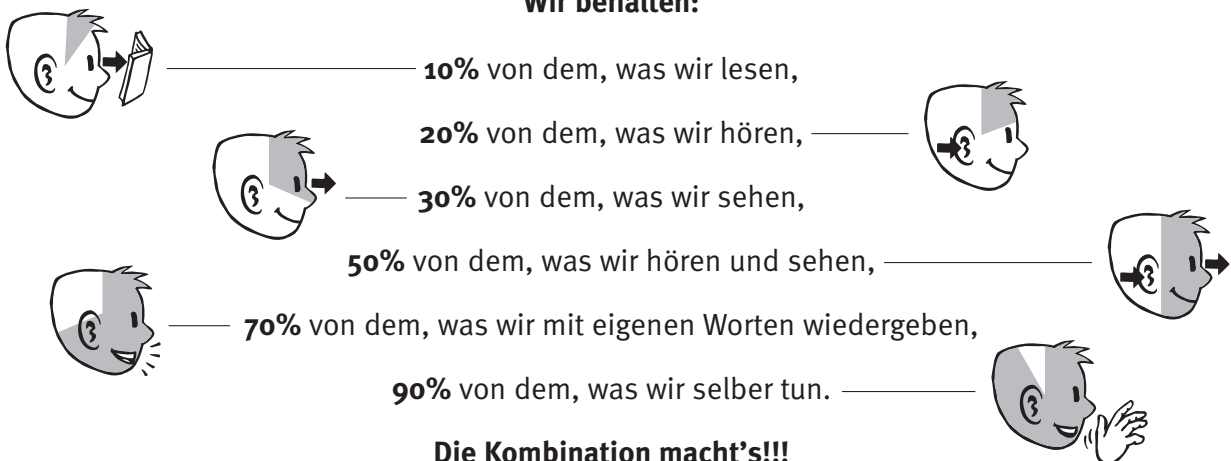 Wir behalten:
10% von dem, was wir lesen,
20% von dem, was wir hören,
30% von dem, was wir sehen,
50% von dem, was wir hören und sehen,
70% von dem, was wir mit eigenen Worten wiedergeben,
90% von dem, was wir selber tun.
Die Kombination macht's!!!